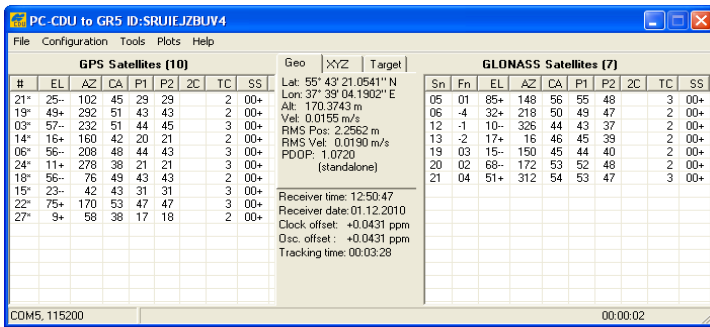 PC-CDU to GR5 ID:SRUIEJZBUV4
File Configuration Tools Plots Help
GPS Satellites (10)
# EL AZ CA P1 P2 2C TC SS
21* 25-- 102 45 29 29 2 00+
19* 49+ 292 51 43 43 2 00+
03* 57-- 232 51 44 45 3 00+
14* 16+ 160 42 20 21 2 00+
06* 56-- 208 48 44 43 3 00+
24* 11+ 278 38 21 21 3 00+
18* 56-- 76 49 43 43 2 00+
15* 23-- 42 43 31 31 3 00+
22* 75+ 170 53 47 47 3 00+
27* 9+ 58 38 17 18 2 00+
Geo XYZ Target
Lat: 55° 43' 21.0541'' N
Lon: 37° 39' 04.1902'' E
Alt: 170.3743 m
Vel: 0.0155 m/s
RMS Pos: 2.2562 m
RMS Vel: 0.0190 m/s
PDOP: 1.0720
(standalone)
Receiver time: 12:50:47
Receiver date: 01.12.2010
Clock offset: +0.0431 ppm
Osc. offset : +0.0431 ppm
Tracking time: 00:03:28
GLONASS Satellites (7)
Sn Fn EL AZ CA P1 P2 2C TC SS
05 01 85+ 148 56 55 48 3 00+
06 -4 32+ 218 50 49 47 2 00+
12 -1 10-- 326 44 43 37 2 00+
13 -2 17+ 16 46 45 39 2 00+
19 03 15-- 150 45 44 40 2 00+
20 02 68-- 172 53 52 48 2 00+
21 04 51+ 312 54 53 47 3 00+
COM5, 115200
00:00:02